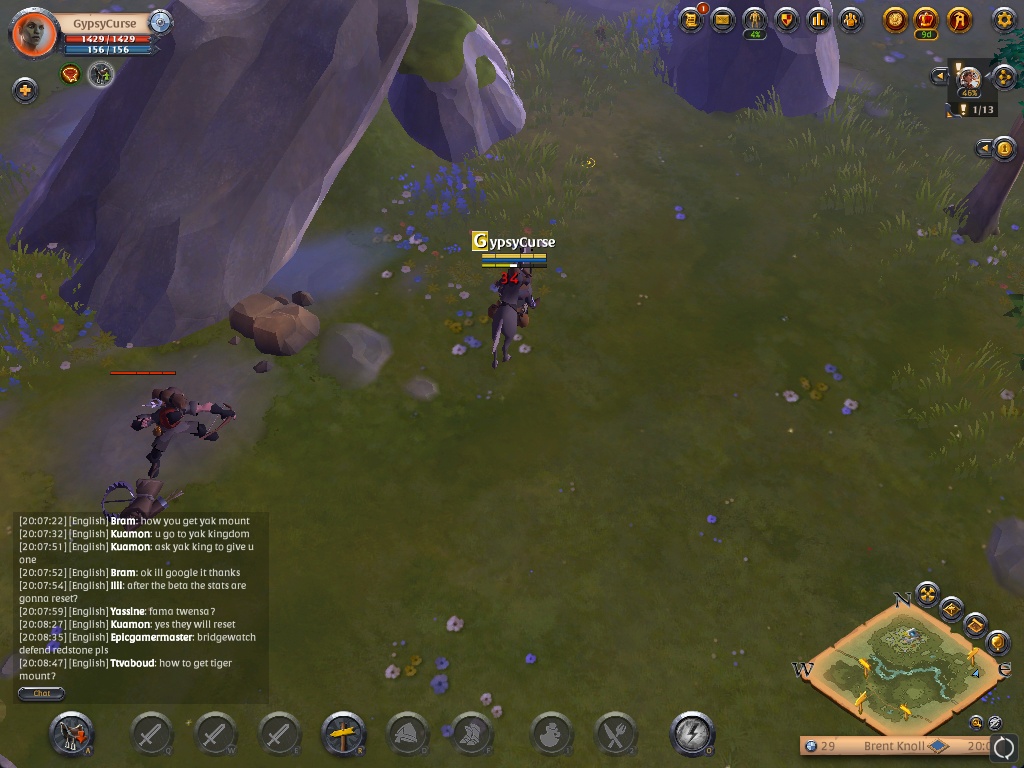 GypsyCurse
1429 / 1429
156 / 156
1
4%
9d
46%
1/13
1
GypsyCurse
34
[20:07:22] [English] Bram: how you get yak mount
[20:07:32] [English] Kuamon: u go to yak kingdom
[20:07:51] [English] Kuamon: ask yak king to give u
one
[20:07:52] [English] Bram: ok ill google it thanks
[20:07:54] [English] Illi: after the beta the stats are
gonna reset?
[20:07:59] [English] Yassine: fama twensa ?
[20:08:27] [English] Kuamon: yes they will reset
[20:08:35] [English] Epicgamermaster: bridgewatch
defend redstone pls
[20:08:47] [English] Ttvaboud: how to get tiger
mount?
Chat
N
W
E
A
Q
W
E
R
D
F
29 Brent Knoll